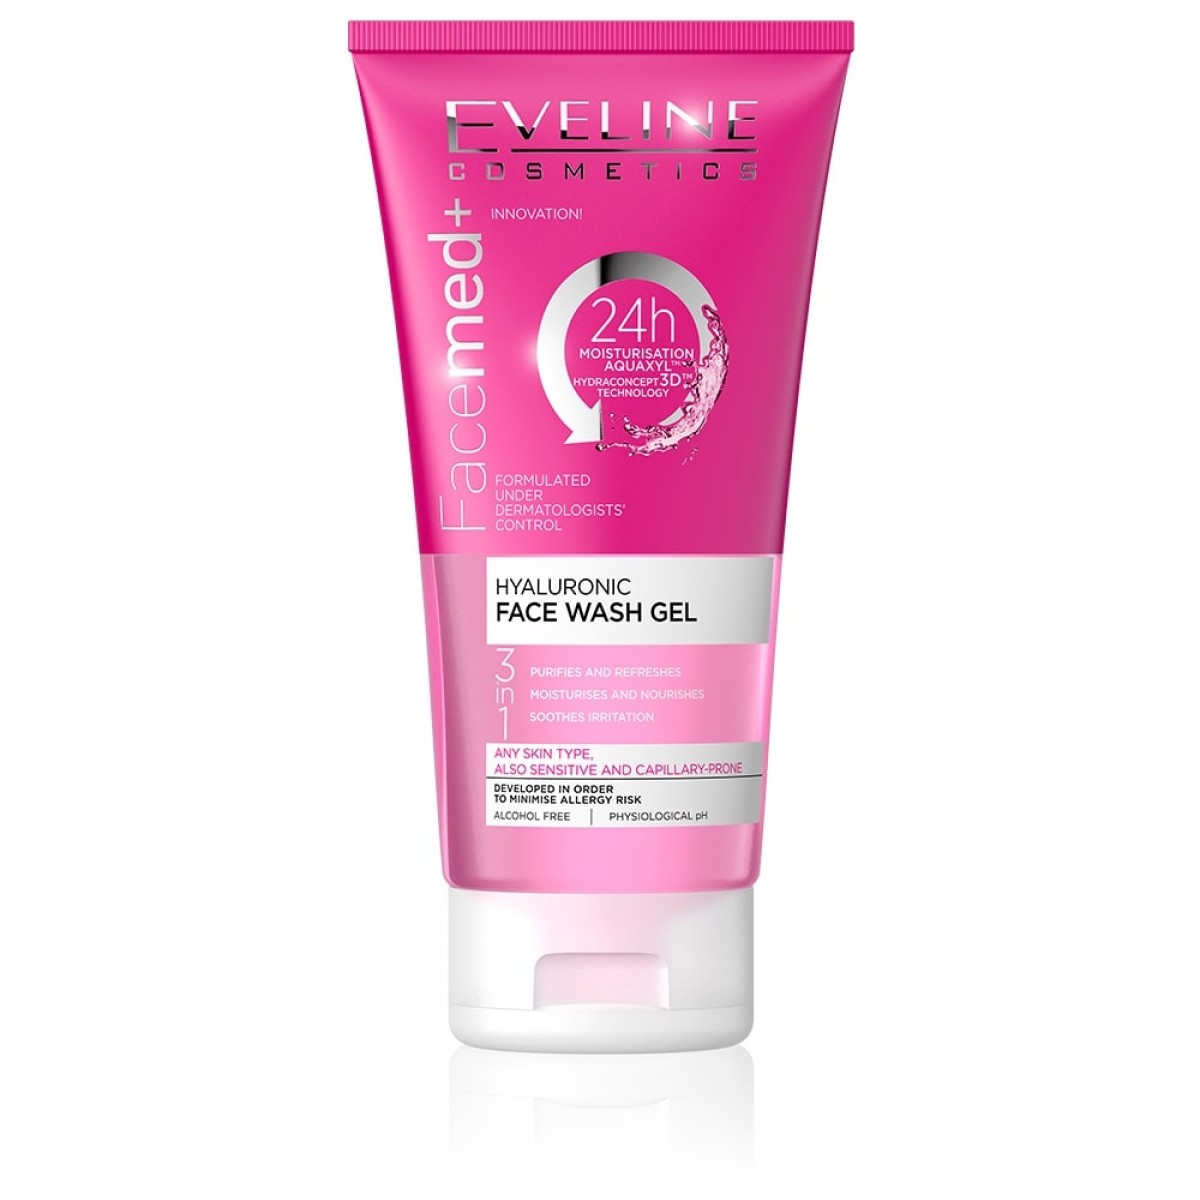 EVELINE
COSMETICS
Facemed+
INNOVATION!
24h
MOISTURISATION
AQUAXYL™
HYDRACONCEPT 3D™
TECHNOLOGY
FORMULATED
UNDER
DERMATOLOGISTS'
CONTROL
HYALURONIC
FACE WASH GEL
3 in 1
PURIFIES AND REFRESHES
MOISTURISES AND NOURISHES
SOOTHES IRRITATION
ANY SKIN TYPE,
ALSO SENSITIVE AND CAPILLARY-PRONE
DEVELOPED IN ORDER
TO MINIMISE ALLERGY RISK
ALCOHOL FREE | PHYSIOLOGICAL pH